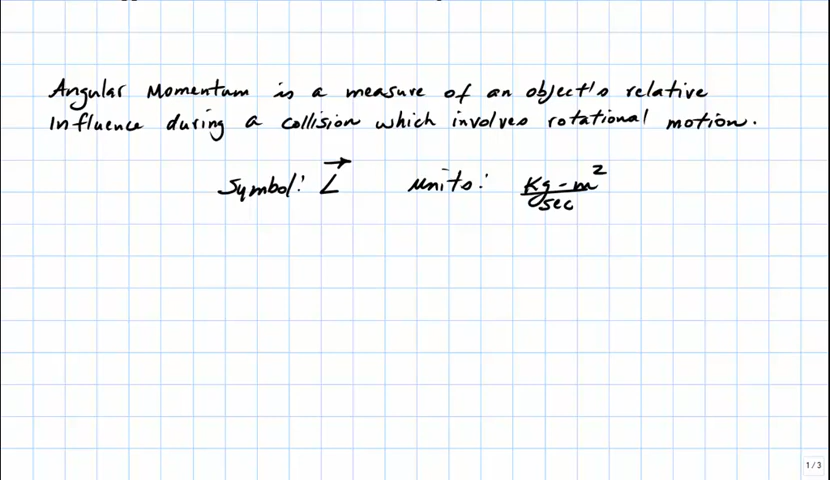 Angular Momentum is a measure of an object's relative
Influence during a collision which involves rotational motion.
Symbol: L⃗ units: Kg-m²/sec
1/3